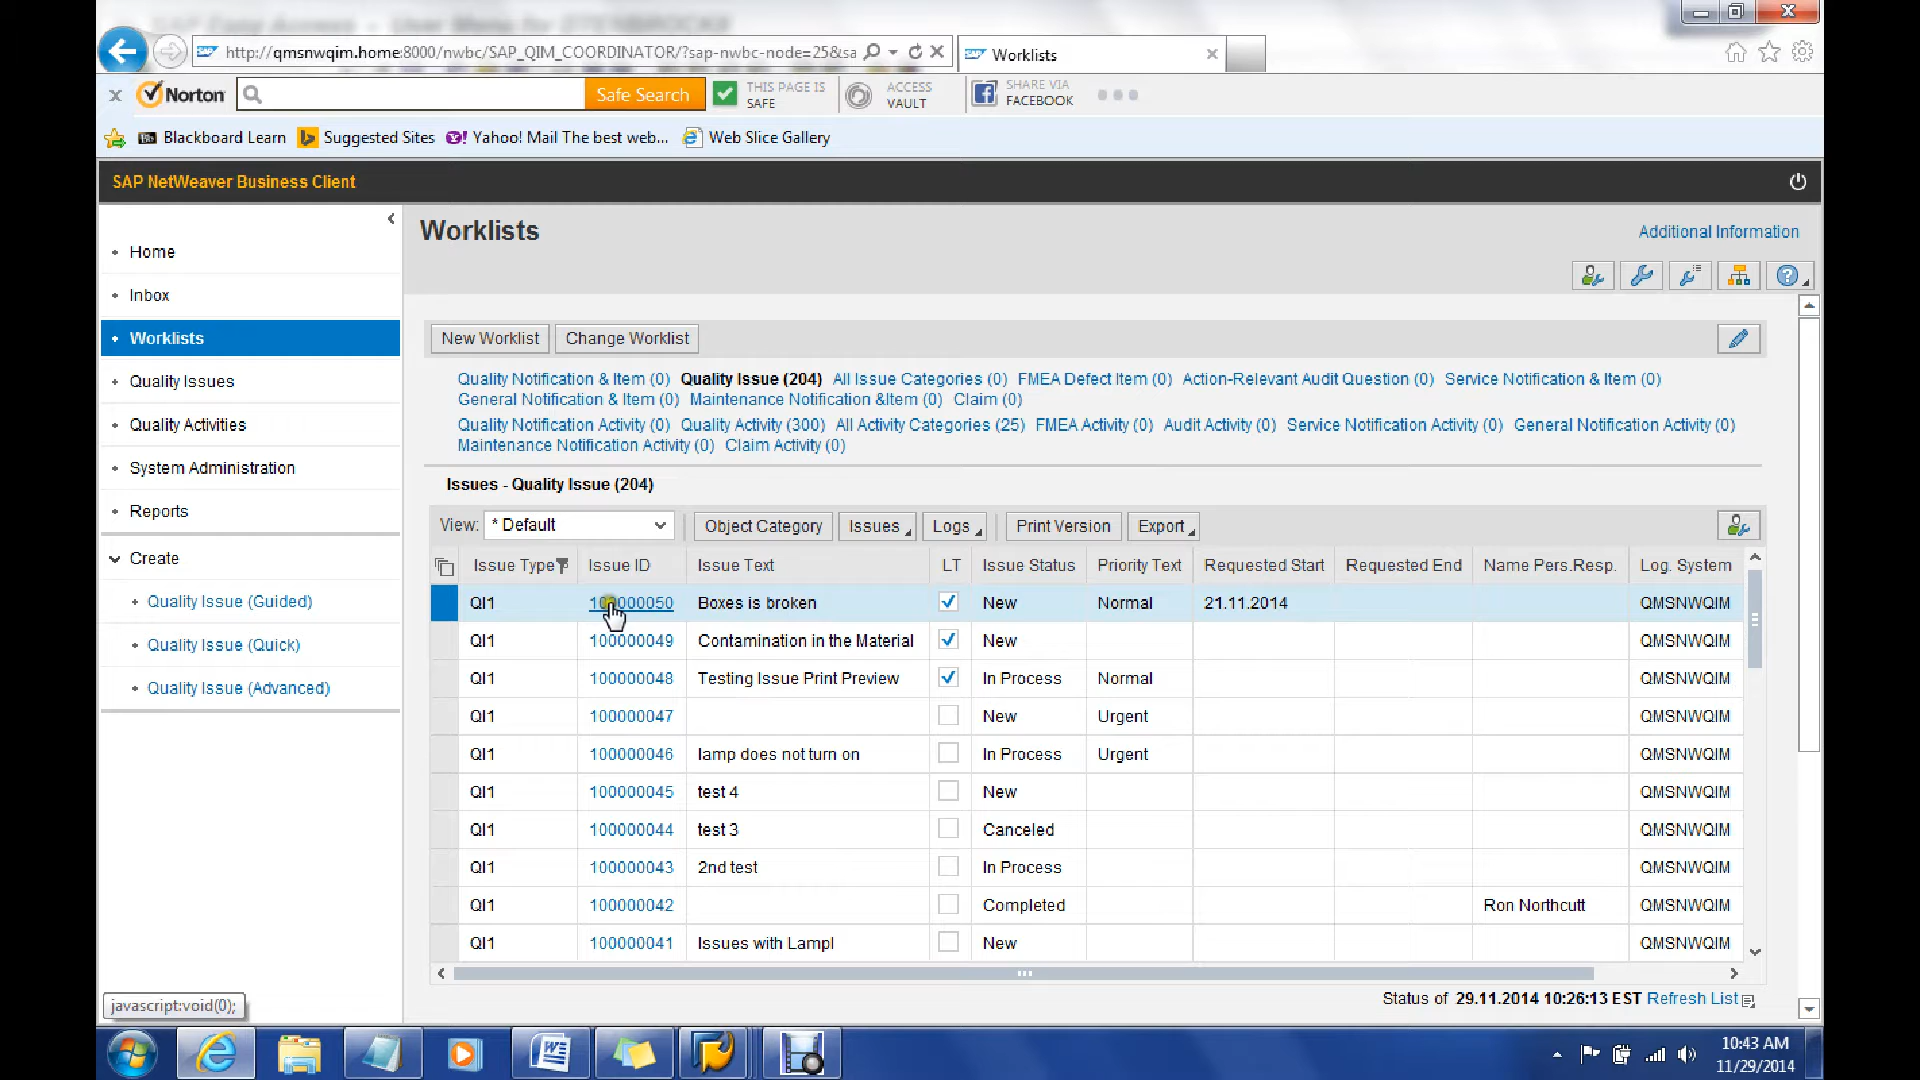 SAP Easy Access - User Menu for DTENBROCK8
http://qmsnwqim.home:8000/nwbc/SAP_QIM_COORDINATOR/?sap-nwbc-node=25&sa
Worklists
Norton
Safe Search
THIS PAGE IS
SAFE
ACCESS
VAULT
SHARE VIA
FACEBOOK
Blackboard Learn
Suggested Sites
Yahoo! Mail The best web...
Web Slice Gallery
SAP NetWeaver Business Client
Home
Inbox
Worklists
Quality Issues
Quality Activities
System Administration
Reports
Create
Quality Issue (Guided)
Quality Issue (Quick)
Quality Issue (Advanced)
Worklists
Additional Information
New Worklist Change Worklist
Quality Notification & Item (0) Quality Issue (204) All Issue Categories (0) FMEA Defect Item (0) Action-Relevant Audit Question (0) Service Notification & Item (0)
General Notification & Item (0) Maintenance Notification &Item (0) Claim (0)
Quality Notification Activity (0) Quality Activity (300) All Activity Categories (25) FMEA Activity (0) Audit Activity (0) Service Notification Activity (0) General Notification Activity (0)
Maintenance Notification Activity (0) Claim Activity (0)
Issues - Quality Issue (204)
View: * Default Object Category Issues Logs Print Version Export
Issue Type Issue ID Issue Text LT Issue Status Priority Text Requested Start Requested End Name Pers.Resp. Log. System
QI1 100000050 Boxes is broken New Normal 21.11.2014 QMSNWQIM
QI1 100000049 Contamination in the Material New QMSNWQIM
QI1 100000048 Testing Issue Print Preview In Process Normal QMSNWQIM
QI1 100000047 New Urgent QMSNWQIM
QI1 100000046 lamp does not turn on In Process Urgent QMSNWQIM
QI1 100000045 test 4 New QMSNWQIM
QI1 100000044 test 3 Canceled QMSNWQIM
QI1 100000043 2nd test In Process QMSNWQIM
QI1 100000042 Completed Ron Northcutt QMSNWQIM
QI1 100000041 Issues with Lampl New QMSNWQIM
Status of 29.11.2014 10:26:13 EST Refresh List
javascript:void(0);
10:43 AM
11/29/2014